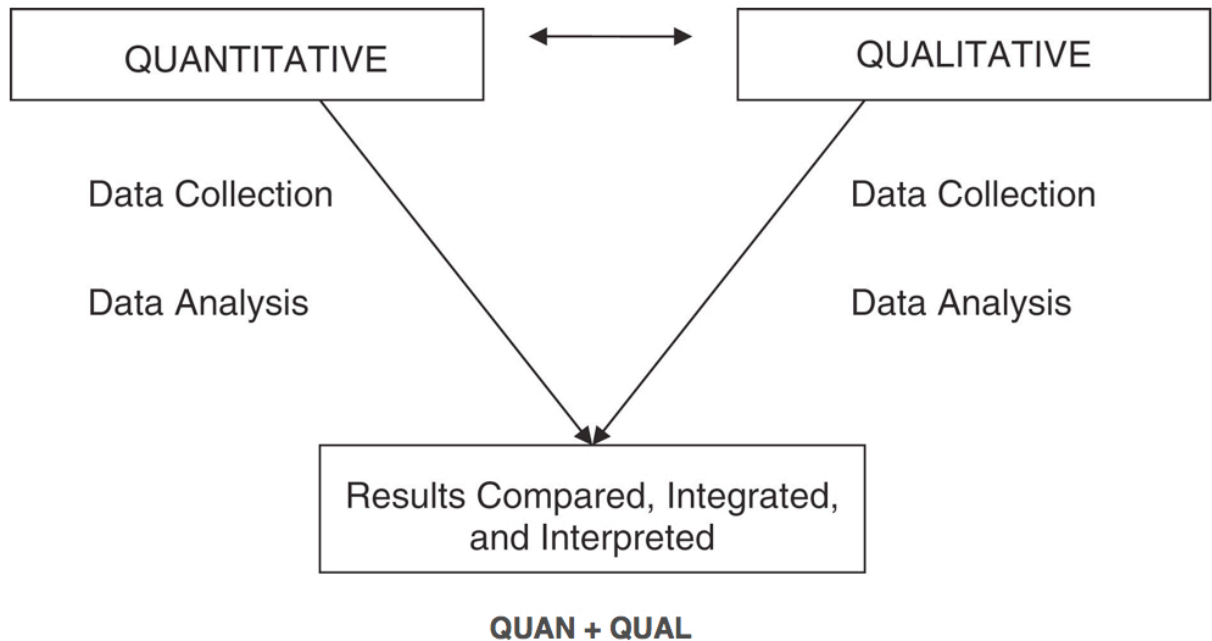 QUANTITATIVE
QUALITATIVE
Data Collection
Data Collection
Data Analysis
Data Analysis
Results Compared, Integrated,
and Interpreted
QUAN + QUAL